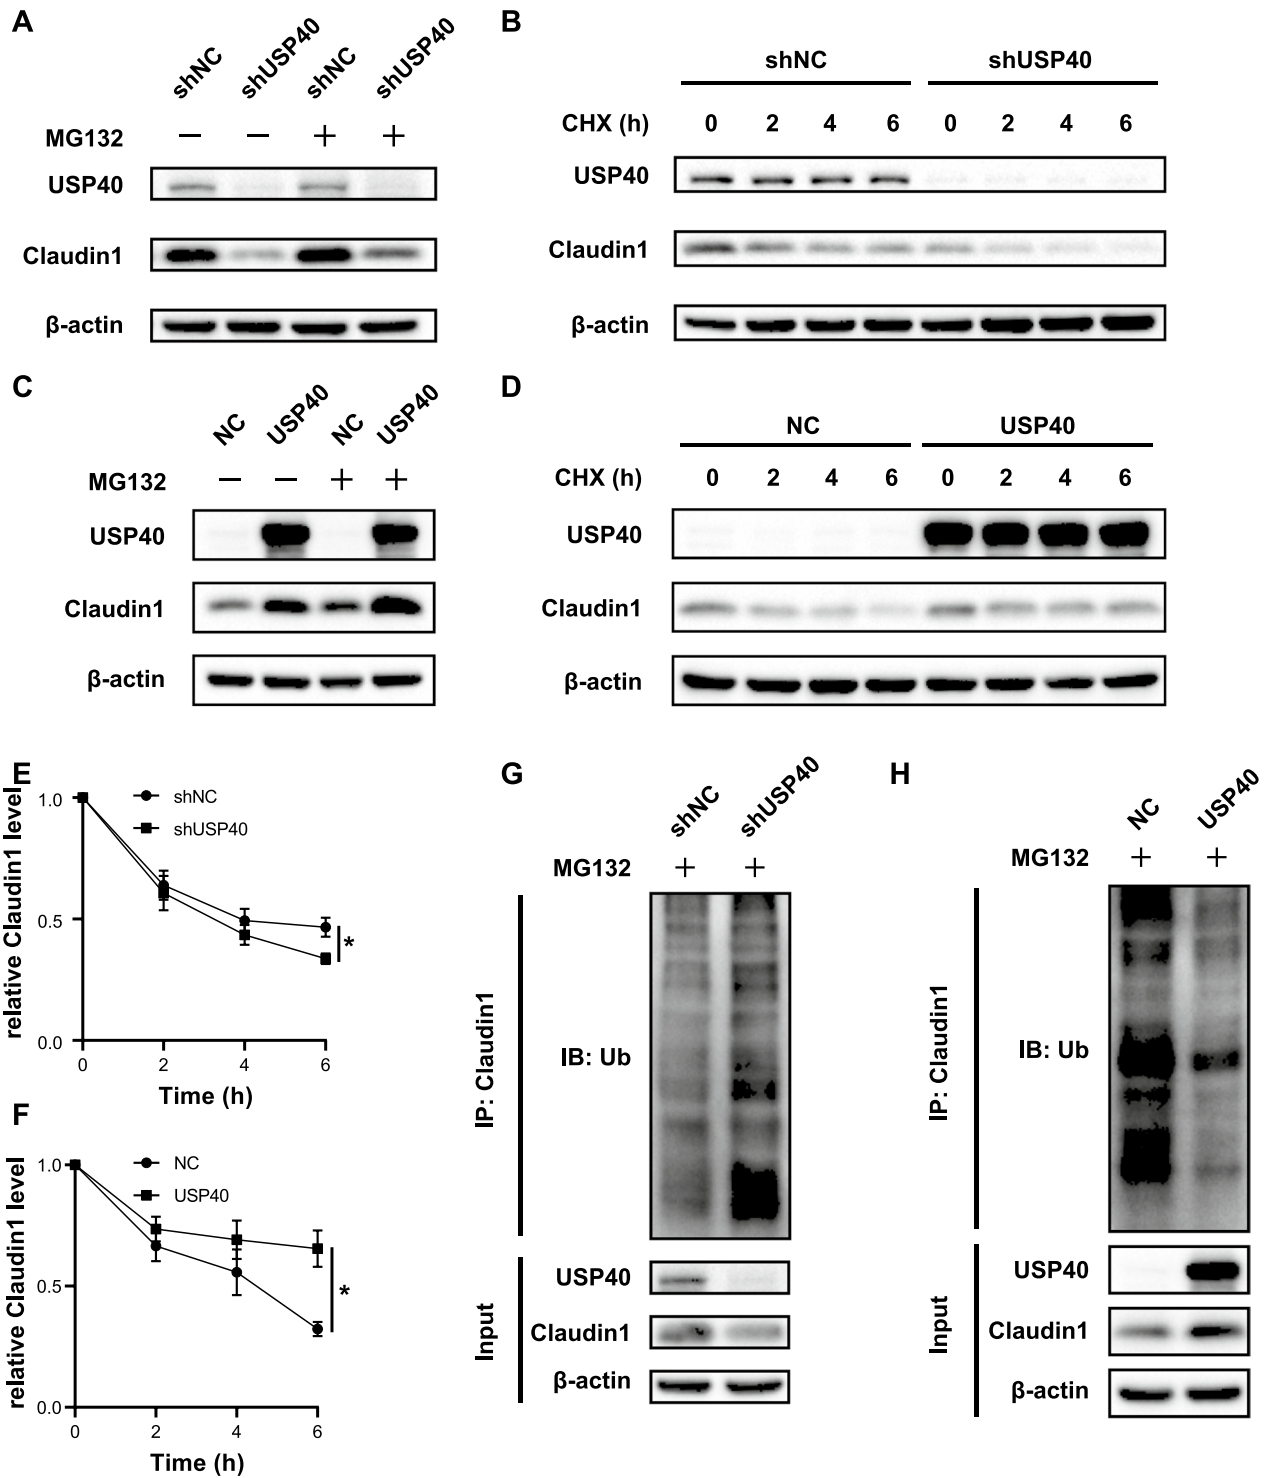 A
shNC shUSP40 shNC shUSP40
MG132 − − + +
USP40
Claudin1
β-actin
B
shNC shUSP40
CHX (h) 0 2 4 6 0 2 4 6
USP40
Claudin1
β-actin
C
NC USP40 NC USP40
MG132 − − + +
USP40
Claudin1
β-actin
D
NC USP40
CHX (h) 0 2 4 6 0 2 4 6
USP40
Claudin1
β-actin
E
relative Claudin1 level
1.0
0.5
0.0
shNC
shUSP40
*
0 2 4 6
Time (h)
F
relative Claudin1 level
1.0
0.5
0.0
NC
USP40
*
0 2 4 6
Time (h)
G
shNC shUSP40
MG132 + +
IP: Claudin1
IB: Ub
Input
USP40
Claudin1
β-actin
H
NC USP40
MG132 + +
IP: Claudin1
IB: Ub
Input
USP40
Claudin1
β-actin